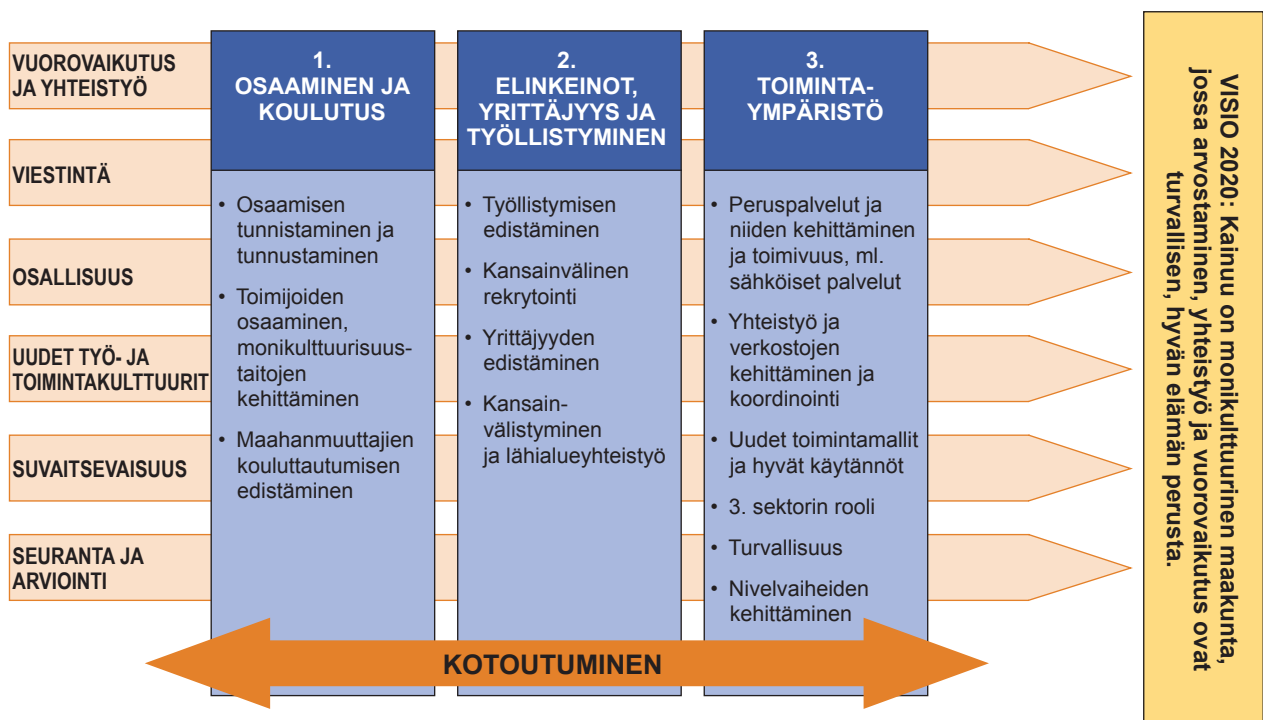 VUOROVAIKUTUS
JA YHTEISTYÖ
VIESTINTÄ
OSALLISUUS
UUDET TYÖ- JA
TOIMINTAKULTTUURIT
SUVAITSEVAISUUS
SEURANTA JA
ARVIOINTI
1.
OSAAMINEN JA
KOULUTUS
• Osaamisen
tunnistaminen ja
tunnustaminen
• Toimijoiden
osaaminen,
monikulttuurisuus-
taitojen
kehittäminen
• Maahanmuuttajien
kouluttautumisen
edistäminen
2.
ELINKEINOT,
YRITTÄJYYS JA
TYÖLLISTYMINEN
• Työllistymisen
edistäminen
• Kansainvälinen
rekrytointi
• Yrittäjyyden
edistäminen
• Kansain-
välistyminen
ja lähialueyhteistyö
3.
TOIMINTA-
YMPÄRISTÖ
• Peruspalvelut ja
niiden kehittäminen
ja toimivuus, ml.
sähköiset palvelut
• Yhteistyö ja
verkostojen
kehittäminen ja
koordinointi
• Uudet toimintamallit
ja hyvät käytännöt
• 3. sektorin rooli
• Turvallisuus
• Nivelvaiheiden
kehittäminen
KOTOUTUMINEN
VISIO 2020: Kainuu on monikulttuurinen maakunta,
jossa arvostaminen, yhteistyö ja vuorovaikutus ovat
turvallisen, hyvän elämän perusta.